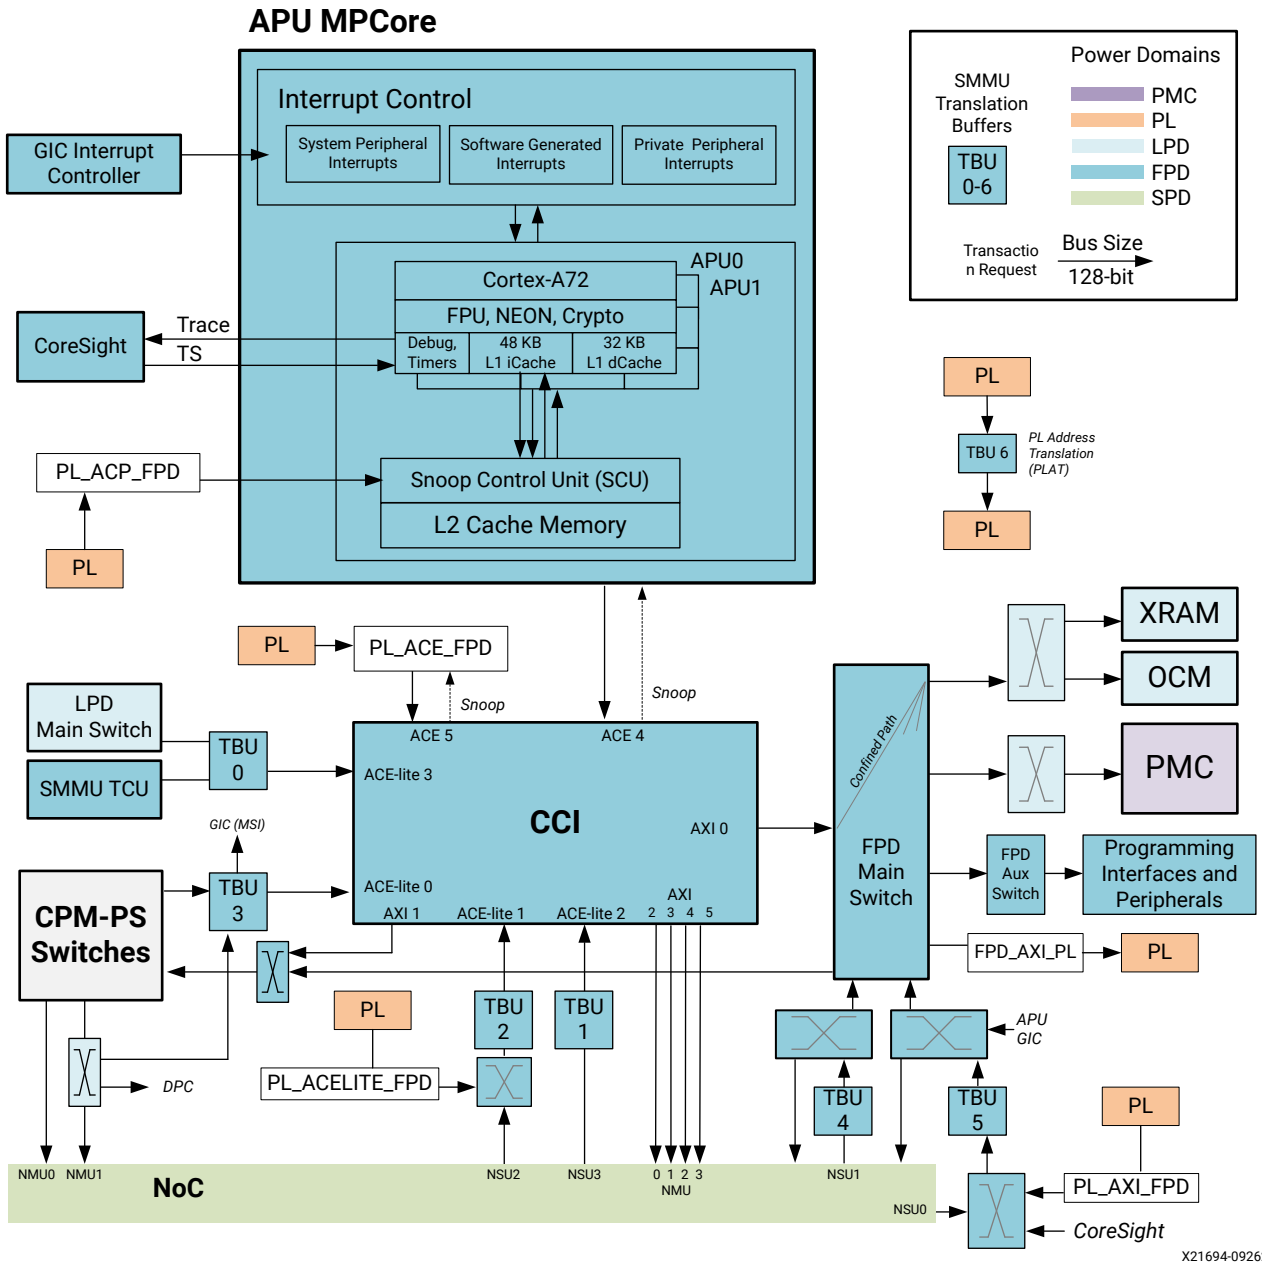 APU MPCore
Interrupt Control
System Peripheral
Interrupts
Software Generated
Interrupts
Private Peripheral
Interrupts
GIC Interrupt
Controller
SMMU
Translation
Buffers
TBU
0-6
Power Domains
PMC
PL
LPD
FPD
SPD
Transactio
n Request
Bus Size
128-bit
APU0
APU1
Cortex-A72
FPU, NEON, Crypto
Debug,
Timers
48 KB
L1 iCache
32 KB
L1 dCache
CoreSight
Trace
TS
PL_ACP_FPD
PL
Snoop Control Unit (SCU)
L2 Cache Memory
PL
TBU 6
PL Address
Translation
(PLAT)
PL
PL
PL_ACE_FPD
Snoop
Snoop
LPD
Main Switch
SMMU TCU
TBU
0
ACE 5
ACE 4
ACE-lite 3
CCI
AXI 0
ACE-lite 0
AXI 1
ACE-lite 1
ACE-lite 2
AXI
2 3 4 5
GIC (MSI)
TBU
3
CPM-PS
Switches
Confined Path
FPD
Main
Switch
XRAM
OCM
PMC
FPD
Aux
Switch
Programming
Interfaces and
Peripherals
FPD_AXI_PL
PL
PL
PL_ACELITE_FPD
TBU
2
TBU
1
DPC
APU
GIC
TBU
4
TBU
5
PL
PL_AXI_FPD
CoreSight
NMU0
NMU1
NoC
NSU2
NSU3
0 1 2 3
NMU
NSU1
NSU0